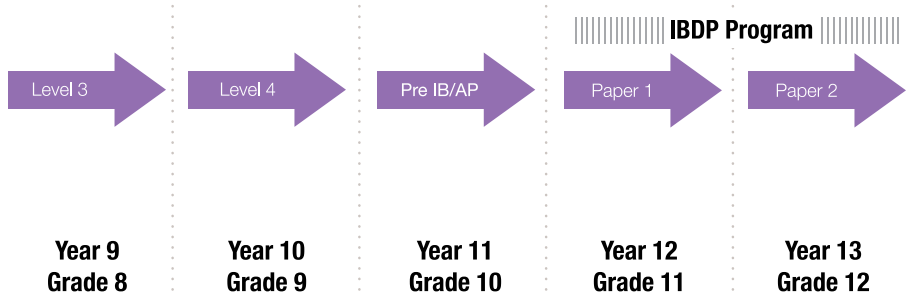 IBDP Program
Level 3
Level 4
Pre IB/AP
Paper 1
Paper 2
Year 9
Grade 8
Year 10
Grade 9
Year 11
Grade 10
Year 12
Grade 11
Year 13
Grade 12